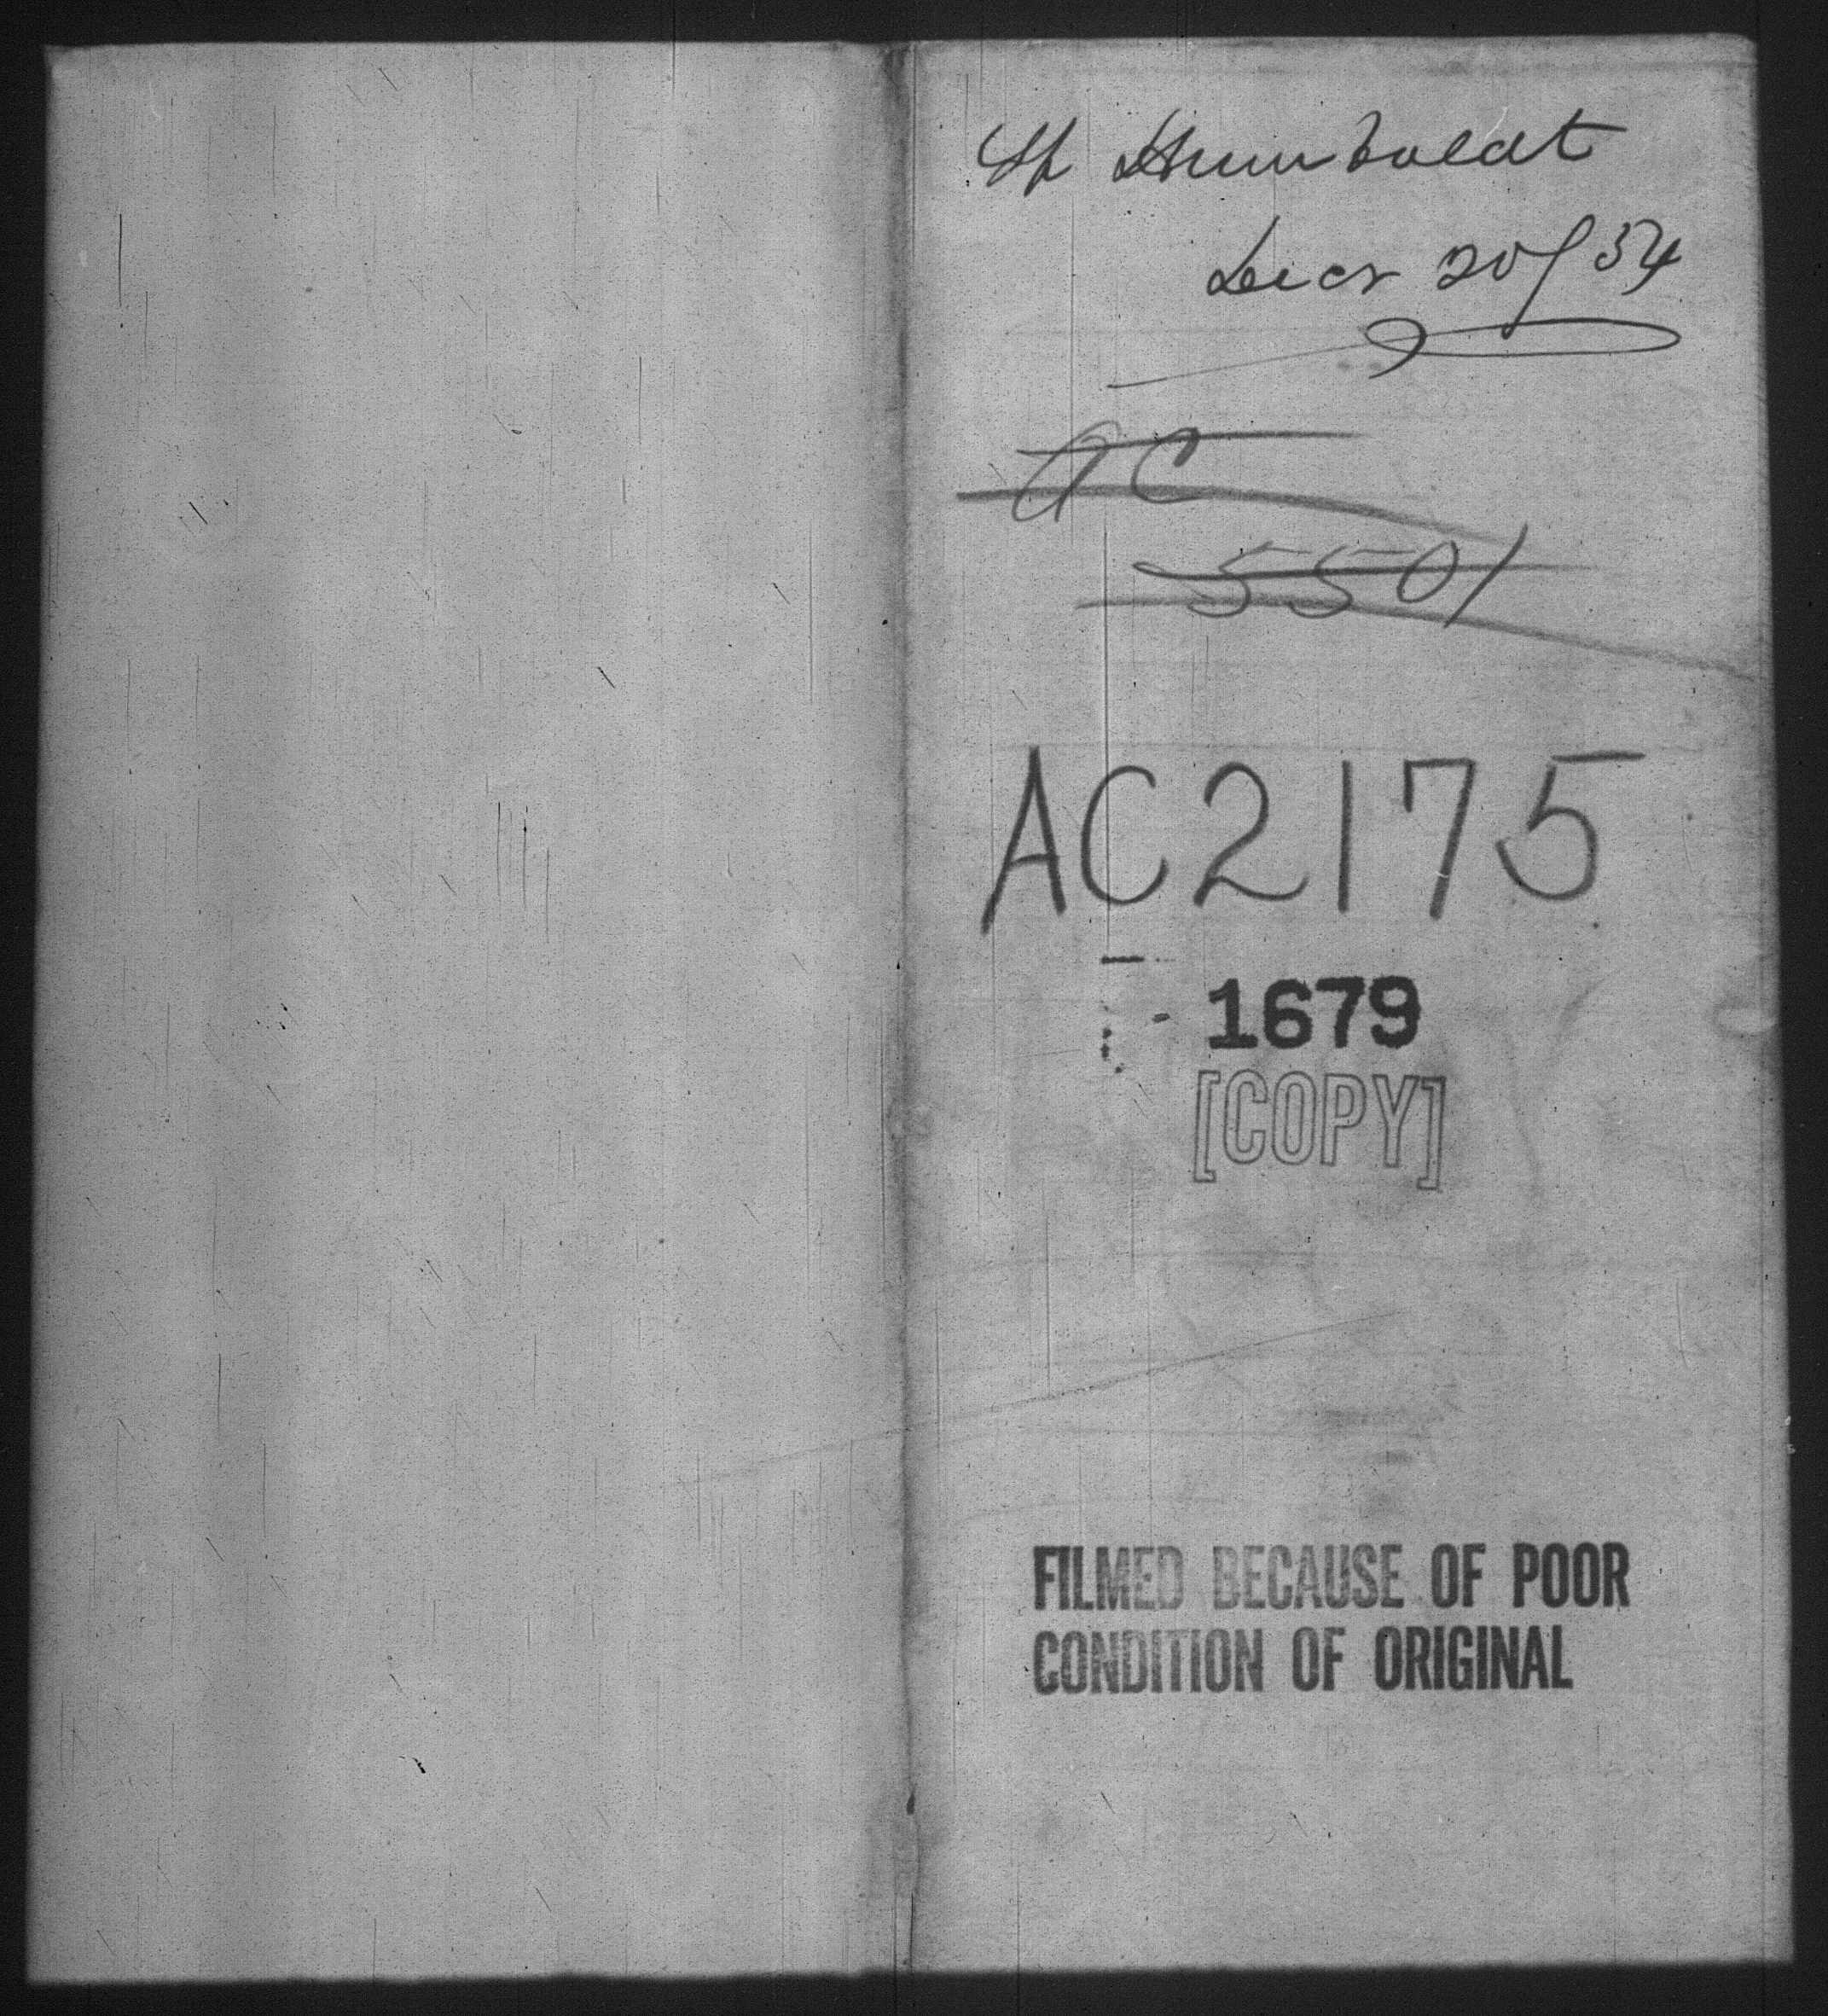 Sp Humboldt
Decr 20/54
AC
5501
AC2175
1679
[COPY]
FILMED BECAUSE OF POOR
CONDITION OF ORIGINAL